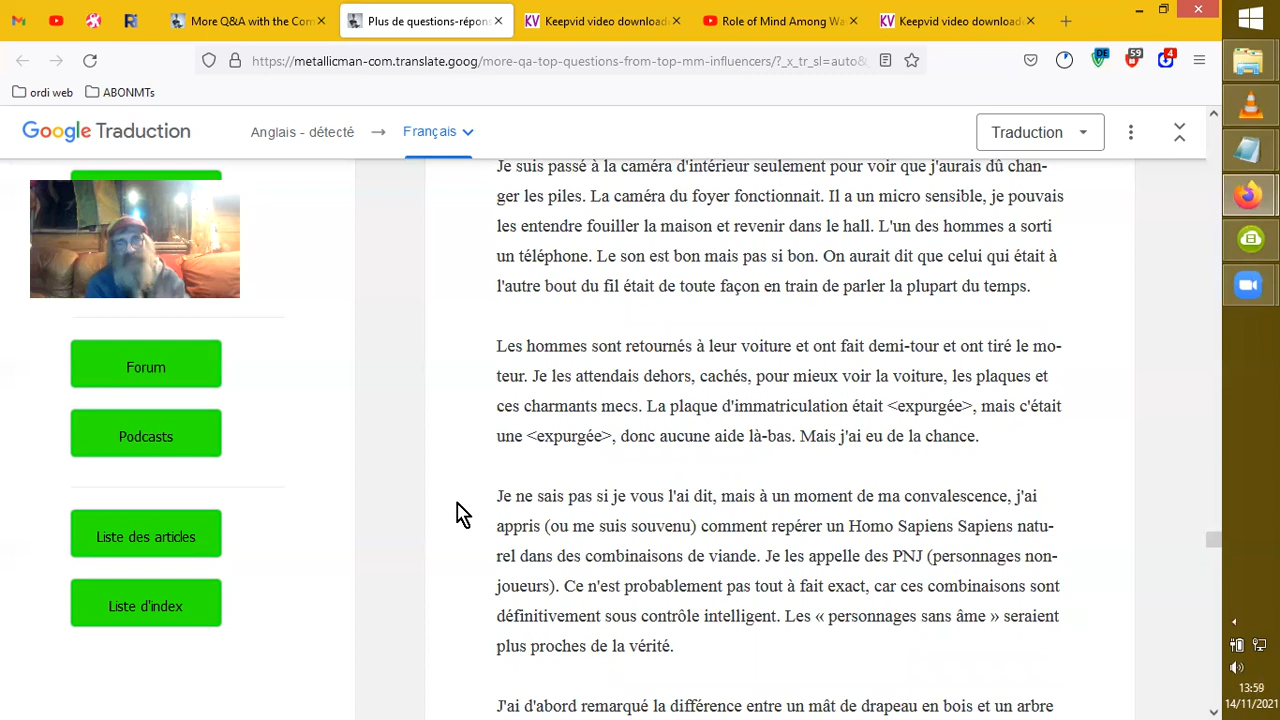 More Q&A with the Com
Plus de questions-répons
Keepvid video download
Role of Mind Among Wa
Keepvid video download
https://metallicman-com.translate.goog/more-qa-
?_x_tr_sl=auto&
DE
59
4
ordi web
ABONMTs
Google Traduction
Anglais - détecté
Français
Traduction
Je suis passé à la caméra d'intérieur seulement pour voir que j'aurais dû chan-
ger les piles. La caméra du foyer fonctionnait. Il a un micro sensible, je pouvais
les entendre fouiller la maison et revenir dans le hall. L'un des hommes a sorti
un téléphone. Le son est bon mais pas si bon. On aurait dit que celui qui était à
l'autre bout du fil était de toute façon en train de parler la plupart du temps.
Les hommes sont retournés à leur voiture et ont fait demi-tour et ont tiré le mo-
teur. Je les attendais dehors, cachés, pour mieux voir la voiture, les plaques et
ces charmants mecs. La plaque d'immatriculation était <expurgée>, mais c'était
une <expurgée>, donc aucune aide là-bas. Mais j'ai eu de la chance.
Je ne sais pas si je vous l'ai dit, mais à un moment de ma convalescence, j'ai
appris (ou me suis souvenu) comment repérer un Homo Sapiens Sapiens natu-
rel dans des combinaisons de viande. Je les appelle des PNJ (personnages non-
joueurs). Ce n'est probablement pas tout à fait exact, car ces combinaisons sont
définitivement sous contrôle intelligent. Les « personnages sans âme » seraient
plus proches de la vérité.
J'ai d'abord remarqué la différence entre un mât de drapeau en bois et un arbre
Forum
Podcasts
Liste des articles
Liste d'index
13:59
14/11/2021